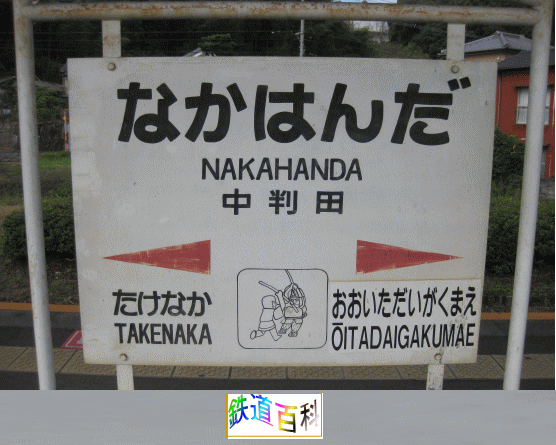 なかはんだ
NAKAHANDA
中判田
たけなか
TAKENAKA
おおいただいがくまえ
ŌITADAIGAKUMAE
鉄道百科